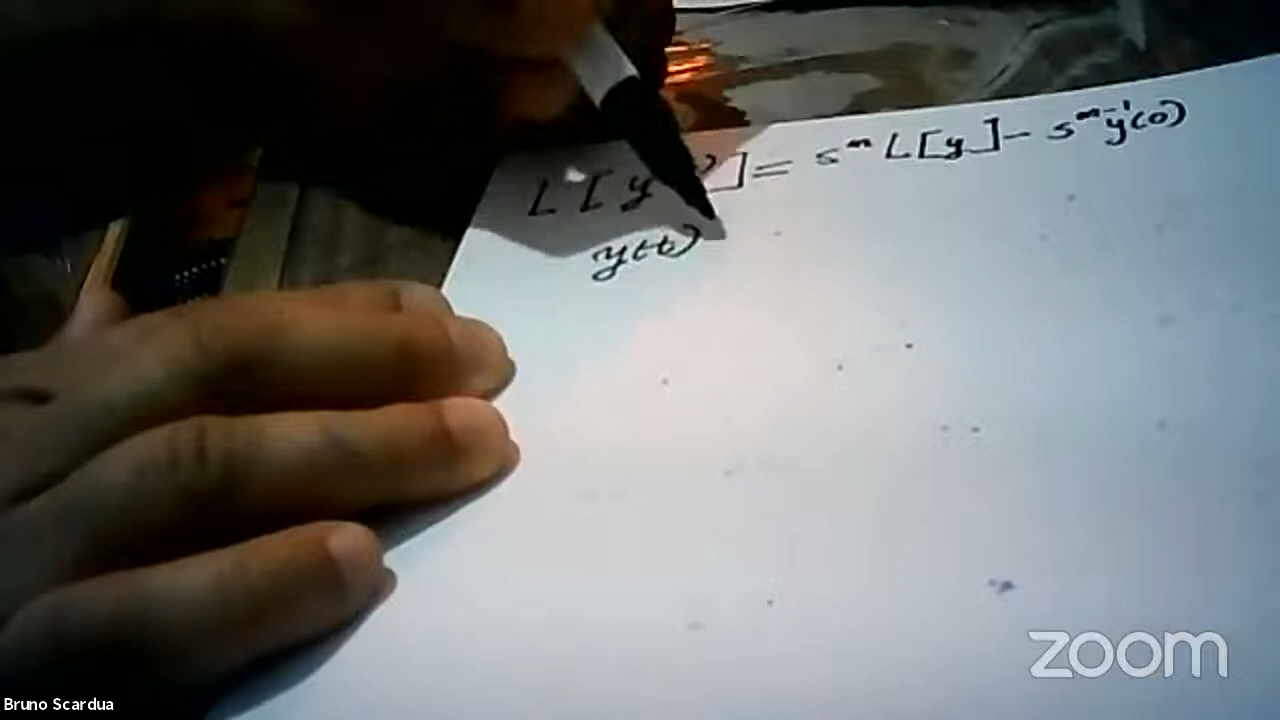 L[y )] = s^m L[y] - s^{m-1} y(0)
y(t)
zoom
Bruno Scardua